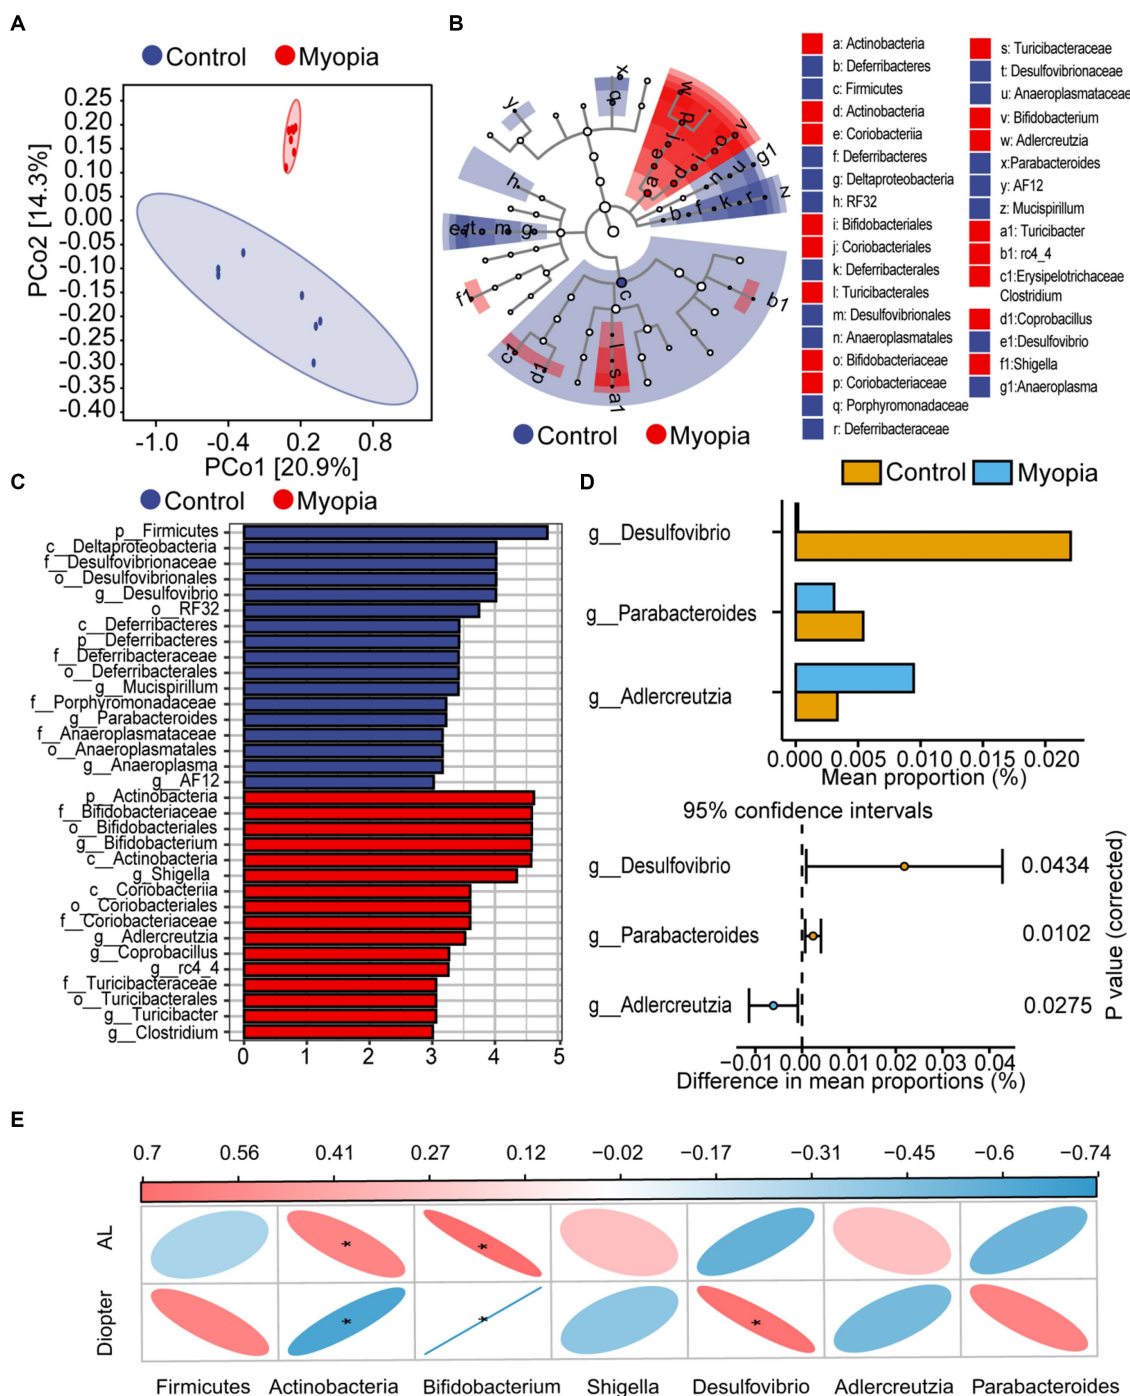 A
Control Myopia
0.25
0.20
0.15
0.10
0.05
0.00
-0.05
-0.10
-0.15
-0.20
-0.25
-0.30
-0.35
-0.40
PCo2 [14.3%]
-1.0 -0.4 0.2 0.8
PCo1 [20.9%]
B
x
q
y
h
w
p
j
e
a
v
o
i
d
g1
u
n
z
r
k
f
b
e1 t m g
f1
c
b1
c1
d1
l
s
a1
Control Myopia
a: Actinobacteria
b: Deferribacteres
c: Firmicutes
d: Actinobacteria
e: Coriobacteriia
f: Deferribacteres
g: Deltaproteobacteria
h: RF32
i: Bifidobacteriales
j: Coriobacteriales
k: Deferribacterales
l: Turicibacterales
m: Desulfovibrionales
n: Anaeroplasmatales
o: Bifidobacteriaceae
p: Coriobacteriaceae
q: Porphyromonadaceae
r: Deferribacteraceae
s: Turicibacteraceae
t: Desulfovibrionaceae
u: Anaeroplasmataceae
v: Bifidobacterium
w: Adlercreutzia
x:Parabacteroides
y: AF12
z: Mucispirillum
a1: Turicibacter
b1: rc4_4
c1:Erysipelotrichaceae
Clostridium
d1:Coprobacillus
e1:Desulfovibrio
f1:Shigella
g1:Anaeroplasma
C
Control Myopia
p__Firmicutes
c__Deltaproteobacteria
f__Desulfovibrionaceae
o__Desulfovibrionales
g__Desulfovibrio
o__RF32
c__Deferribacteres
p__Deferribacteres
f__Deferribacteraceae
o__Deferribacterales
g__Mucispirillum
f__Porphyromonadaceae
g__Parabacteroides
f__Anaeroplasmataceae
o__Anaeroplasmatales
g__Anaeroplasma
g__AF12
p__Actinobacteria
f__Bifidobacteriaceae
o__Bifidobacteriales
g__Bifidobacterium
c__Actinobacteria
g_Shigella
c__Coriobacteriia
o__Coriobacteriales
f__Coriobacteriaceae
g__Adlercreutzia
g__Coprobacillus
g__rc4_4
f__Turicibacteraceae
o__Turicibacterales
g__Turicibacter
g__Clostridium
0 1 2 3 4 5
D
Control Myopia
g__Desulfovibrio
g__Parabacteroides
g__Adlercreutzia
0.000 0.005 0.010 0.015 0.020
Mean proportion (%)
95% confidence intervals
g__Desulfovibrio 0.0434
g__Parabacteroides 0.0102
g__Adlercreutzia 0.0275
P value (corrected)
−0.01 0.00 0.01 0.02 0.03 0.04
Difference in mean proportions (%)
E
0.7 0.56 0.41 0.27 0.12 −0.02 −0.17 −0.31 −0.45 −0.6 −0.74
AL
* *
Diopter
* * *
Firmicutes Actinobacteria Bifidobacterium Shigella Desulfovibrio Adlercreutzia Parabacteroides